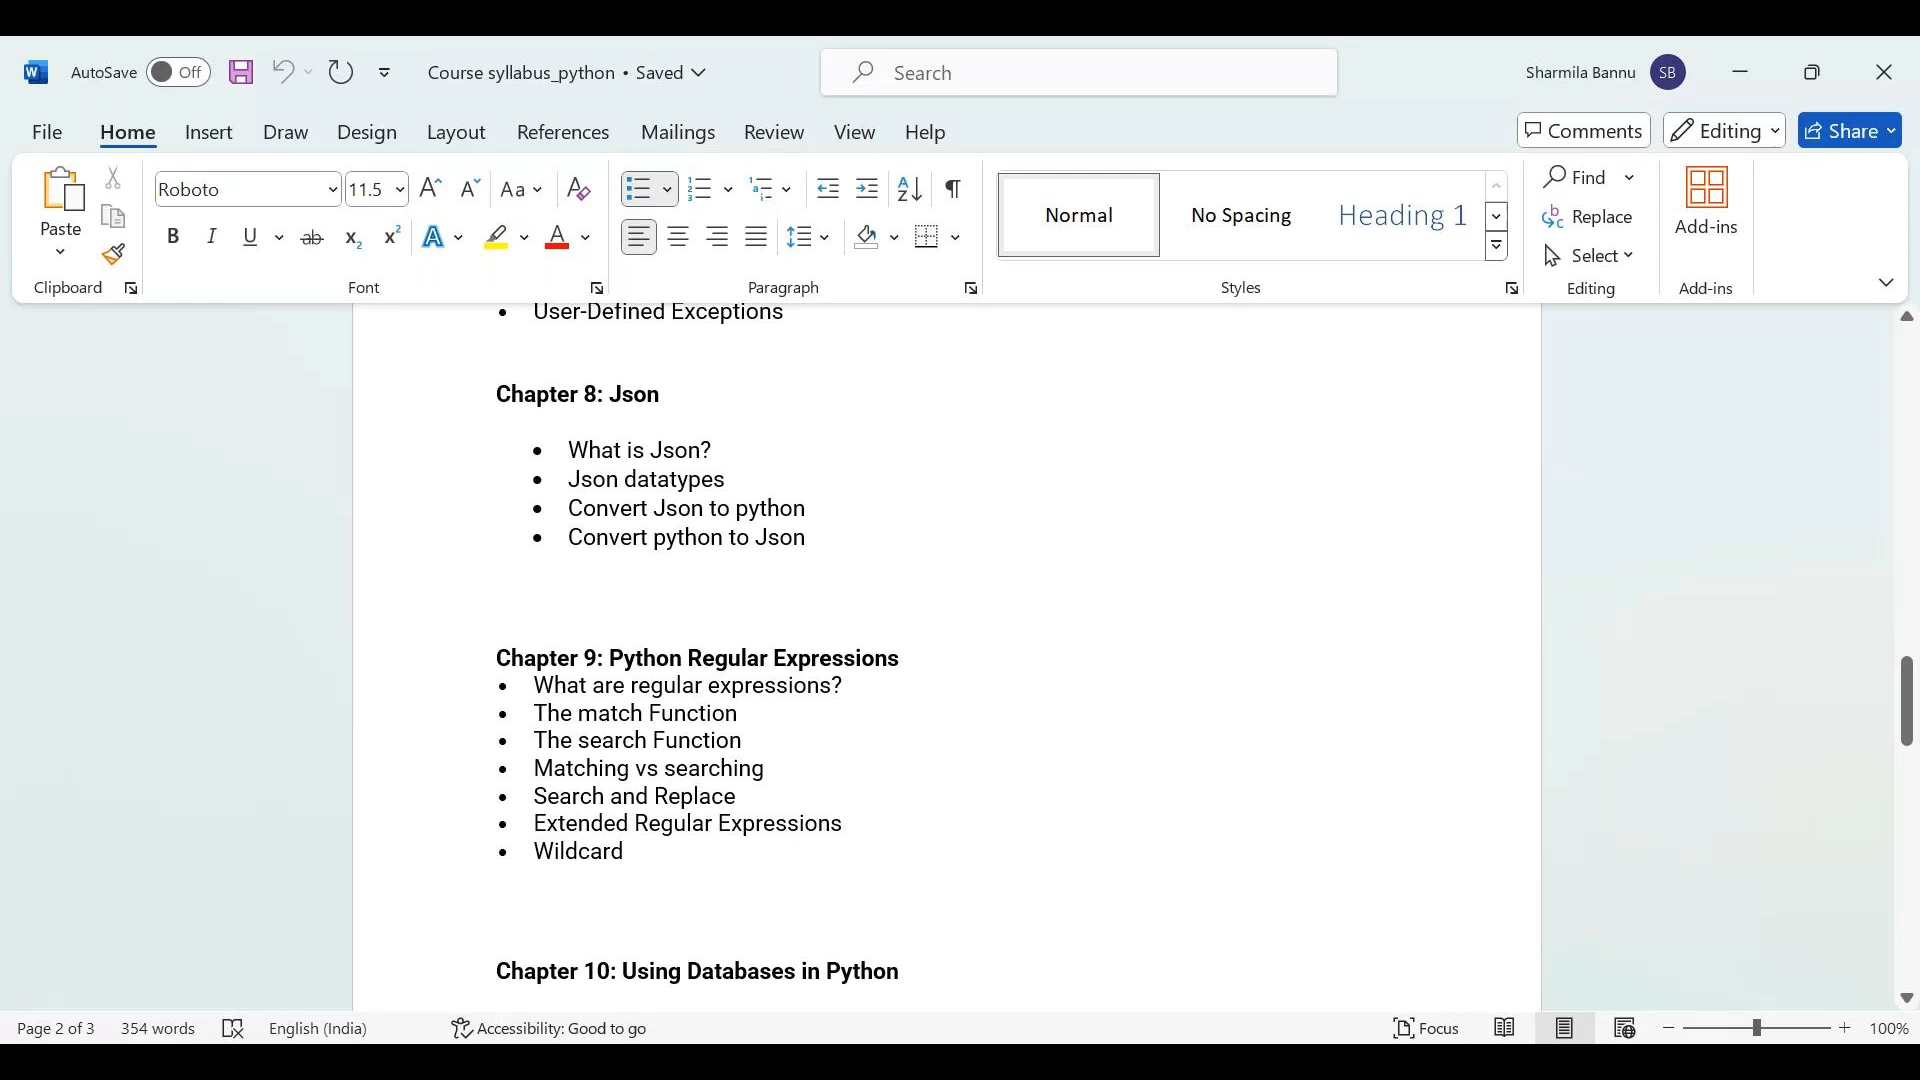 AutoSave Off Course syllabus_python • Saved Search Sharmila Bannu SB
File Home Insert Draw Design Layout References Mailings Review View Help Comments Editing Share
Paste Roboto 11.5 Aa Normal No Spacing Heading 1 Find Replace Select Add-ins
Clipboard Font Paragraph Styles Editing Add-ins
• User-Defined Exceptions
Chapter 8: Json
• What is Json?
• Json datatypes
• Convert Json to python
• Convert python to Json
Chapter 9: Python Regular Expressions
• What are regular expressions?
• The match Function
• The search Function
• Matching vs searching
• Search and Replace
• Extended Regular Expressions
• Wildcard
Chapter 10: Using Databases in Python
Page 2 of 3 354 words English (India) Accessibility: Good to go Focus 100%